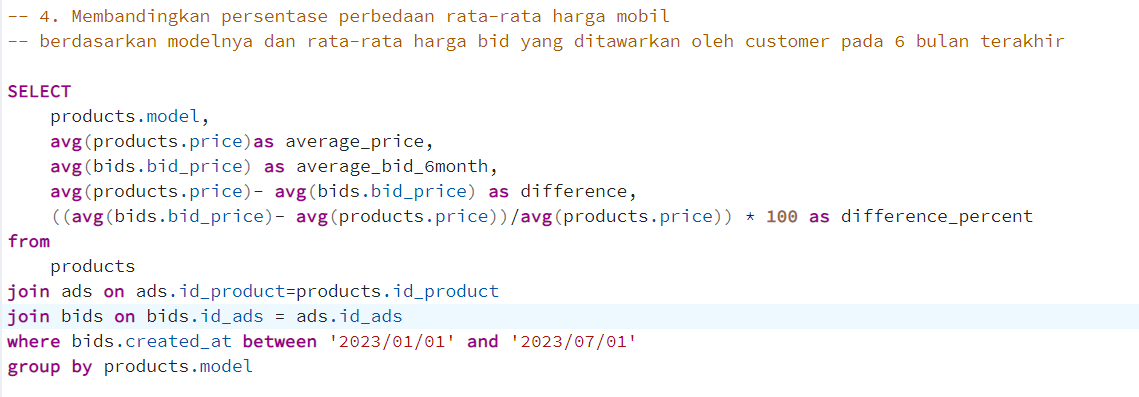 -- 4. Membandingkan persentase perbedaan rata-rata harga mobil
-- berdasarkan modelnya dan rata-rata harga bid yang ditawarkan oleh customer pada 6 bulan terakhir
SELECT
products.model,
avg(products.price)as average_price,
avg(bids.bid_price) as average_bid_6month,
avg(products.price)- avg(bids.bid_price) as difference,
((avg(bids.bid_price)- avg(products.price))/avg(products.price)) * 100 as difference_percent
from
products
join ads on ads.id_product=products.id_product
join bids on bids.id_ads = ads.id_ads
where bids.created_at between '2023/01/01' and '2023/07/01'
group by products.model